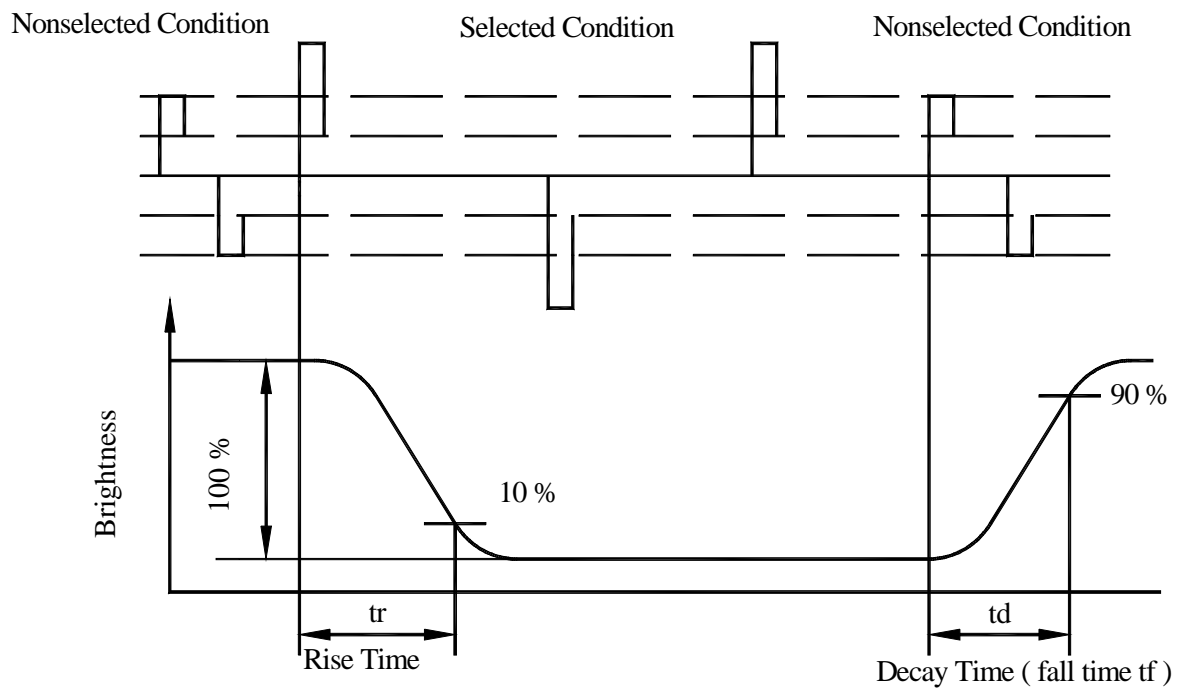 Nonselected Condition
Selected Condition
Nonselected Condition
Brightness
100 %
10 %
90 %
tr
Rise Time
td
Decay Time ( fall time tf )